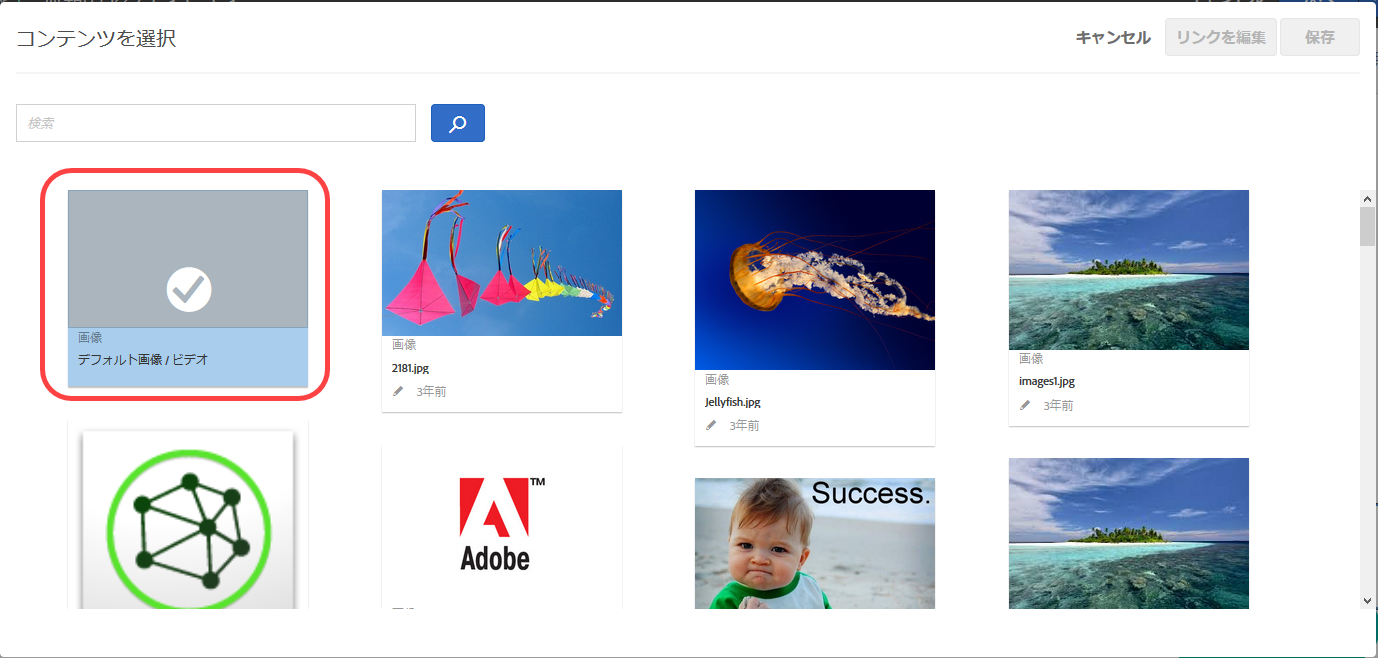 コンテンツを選択
キャンセル
リンクを編集
保存
検索
画像
デフォルト画像 / ビデオ
画像
2181.jpg
3年前
画像
Jellyfish.jpg
3年前
画像
images1.jpg
3年前
Adobe™
Success.